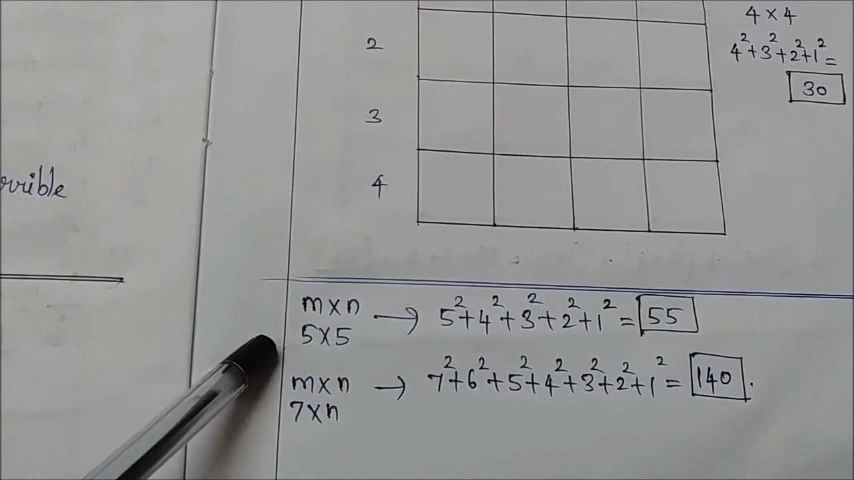 4 × 4
4² + 3² + 2² + 1² =
30
2
3
4
m × n → 5² + 4² + 3² + 2² + 1² = 55
5 × 5
m × n → 7² + 6² + 5² + 4² + 3² + 2² + 1² = 140.
7 × n